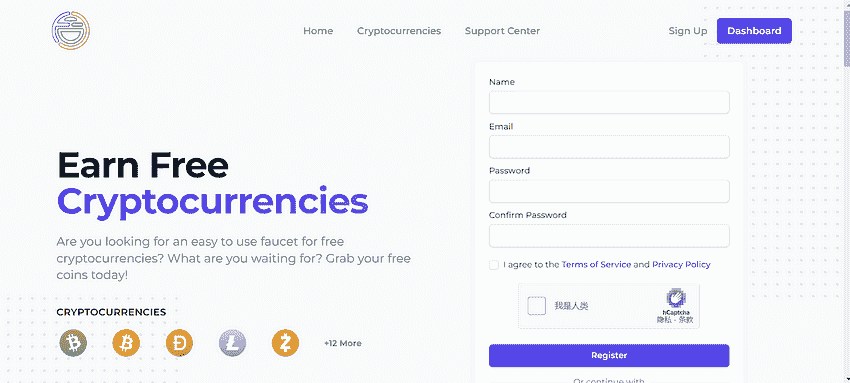 Home Cryptocurrencies Support Center Sign Up Dashboard
Name
Email
Password
Confirm Password
I agree to the Terms of Service and Privacy Policy
我是人类
hCaptcha
隐私 - 条款
Register
Or continue with
Earn Free
Cryptocurrencies
Are you looking for an easy to use faucet for free
cryptocurrencies? What are you waiting for? Grab your free
coins today!
CRYPTOCURRENCIES
+12 More